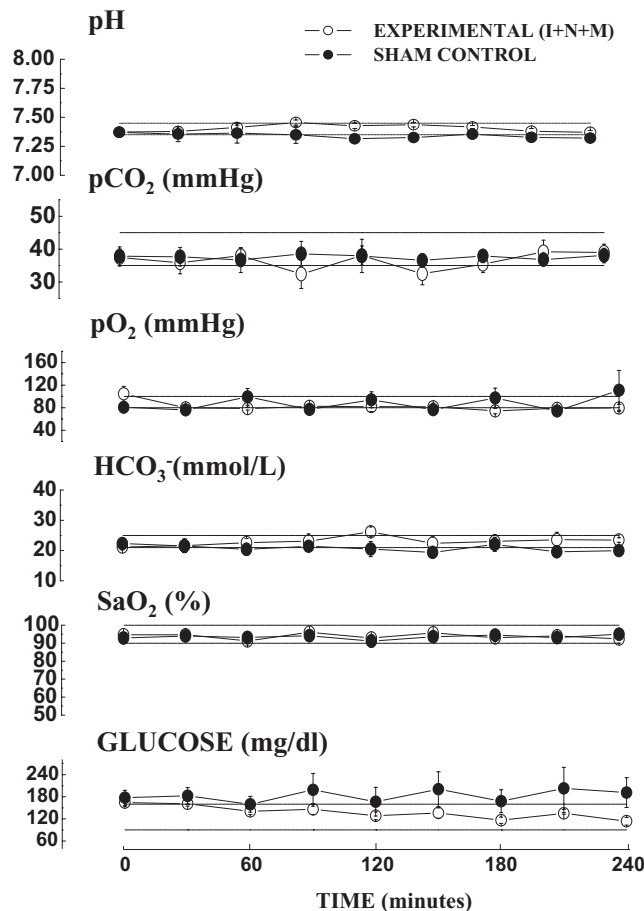 pH
EXPERIMENTAL (I+N+M)
SHAM CONTROL
8.00
7.75
7.50
7.25
7.00
pCO₂ (mmHg)
50
40
30
pO₂ (mmHg)
160
120
80
40
HCO₃⁻(mmol/L)
40
30
20
10
SaO₂ (%)
100
90
80
70
60
50
GLUCOSE (mg/dl)
240
180
120
60
0 60 120 180 240
TIME (minutes)